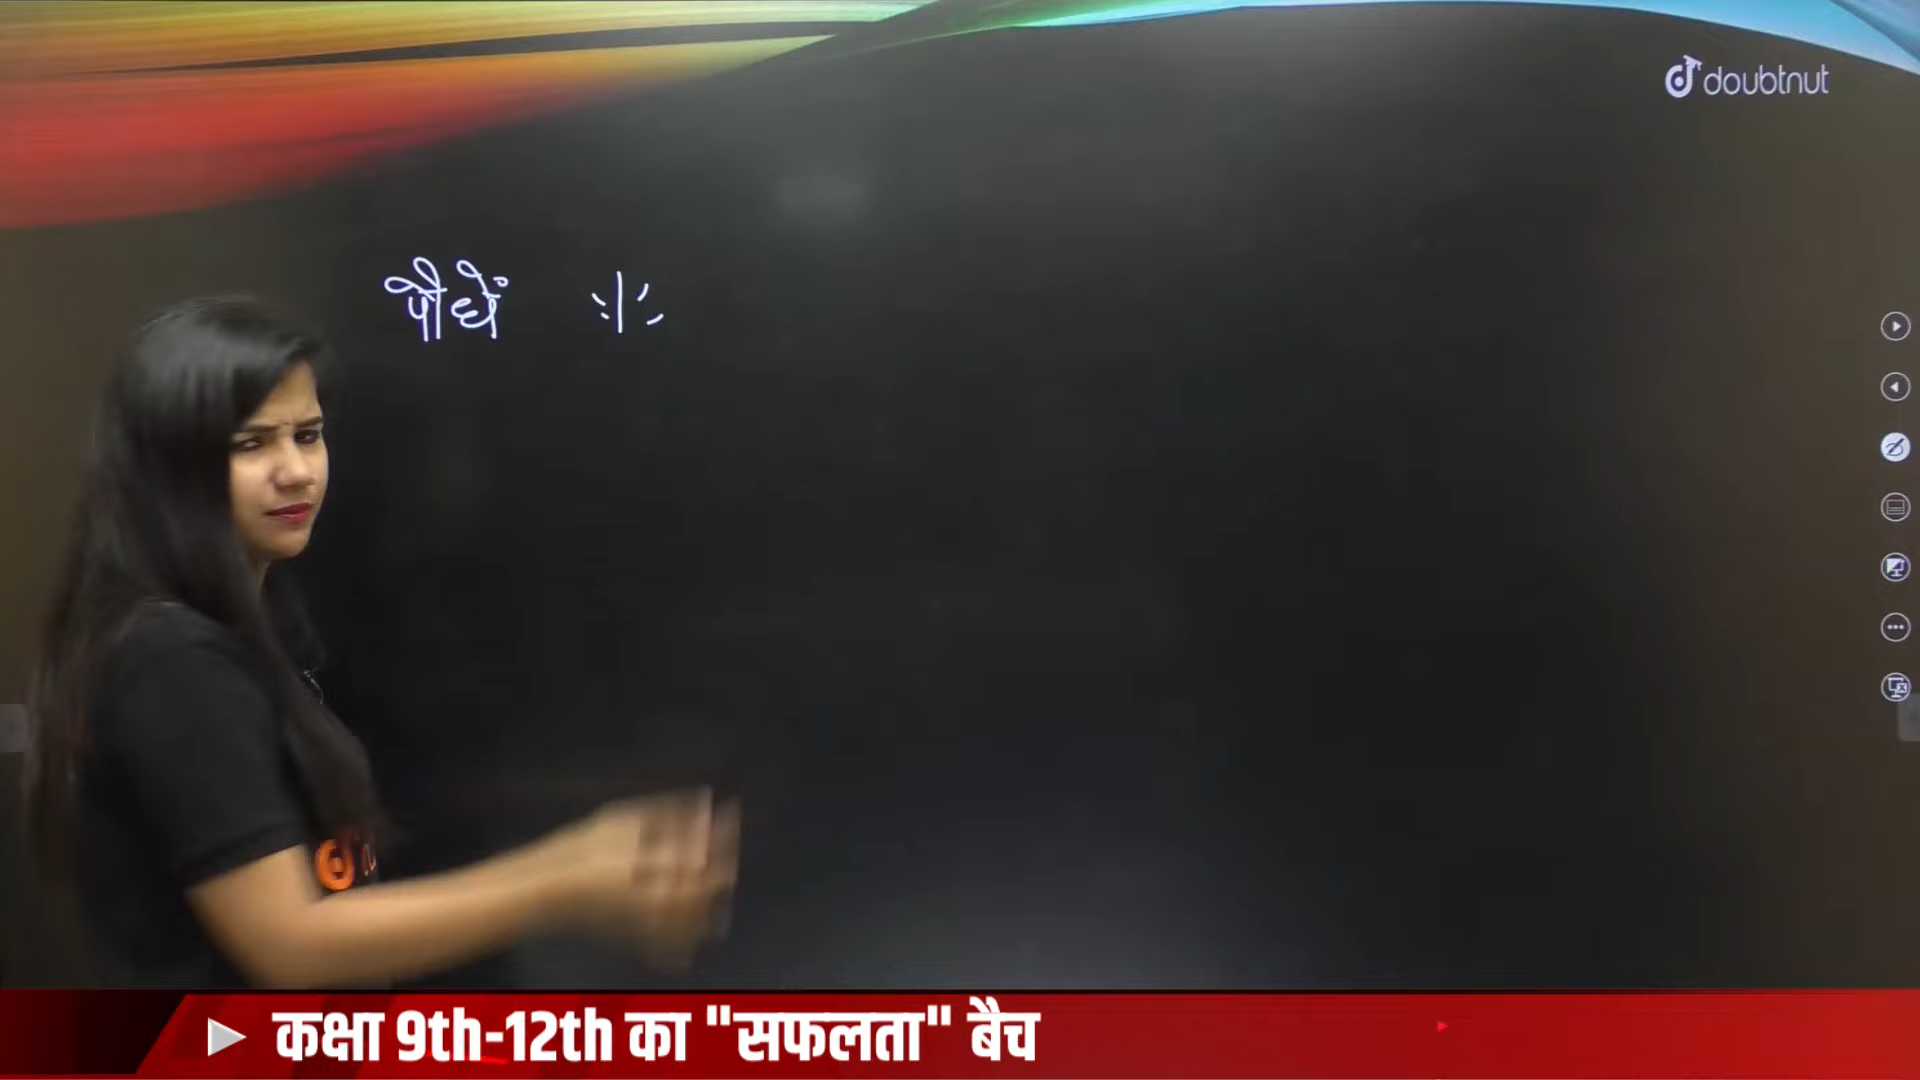 doubtnut
पौधें
कक्षा 9th-12th का "सफलता" बैच